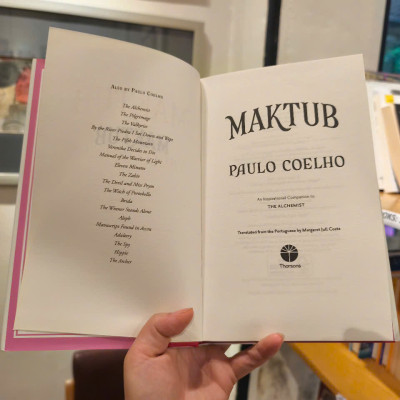 ALSO BY PAULO COELHO
The Alchemist
The Pilgrimage
The Valkyries
By the River Piedra I Sat Down and Wept
The Fifth Mountain
Veronika Decides to Die
Manual of the Warrior of Light
Eleven Minutes
The Zahir
The Devil and Miss Prym
The Witch of Portobello
Brida
The Winner Stands Alone
Aleph
Manuscript Found in Accra
Adultery
The Spy
Hippie
The Archer
MAKTUB
PAULO COELHO
An Inspirational Companion to
THE ALCHEMIST
Translated from the Portuguese by Margaret Jull Costa
Thorsons